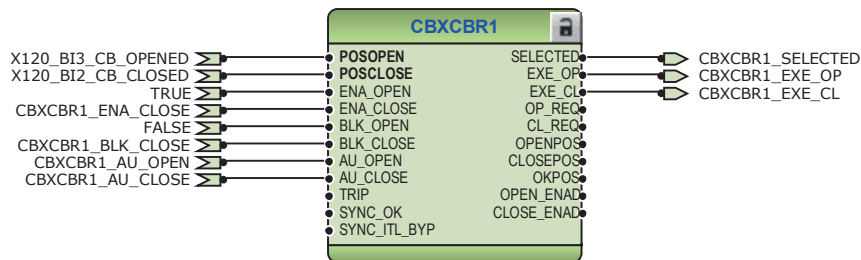 CBXCBR1
X120_BI3_CB_OPENED POSOPEN SELECTED CBXCBR1_SELECTED
X120_BI2_CB_CLOSED POSCLOSE EXE_OP CBXCBR1_EXE_OP
TRUE ENA_OPEN EXE_CL CBXCBR1_EXE_CL
CBXCBR1_ENA_CLOSE ENA_CLOSE OP_REQ
FALSE BLK_OPEN CL_REQ
CBXCBR1_BLK_CLOSE BLK_CLOSE OPENPOS
CBXCBR1_AU_OPEN AU_OPEN CLOSEPOS
CBXCBR1_AU_CLOSE AU_CLOSE OKPOS
TRIP OPEN_ENAD
SYNC_OK CLOSE_ENAD
SYNC_ITL_BYP